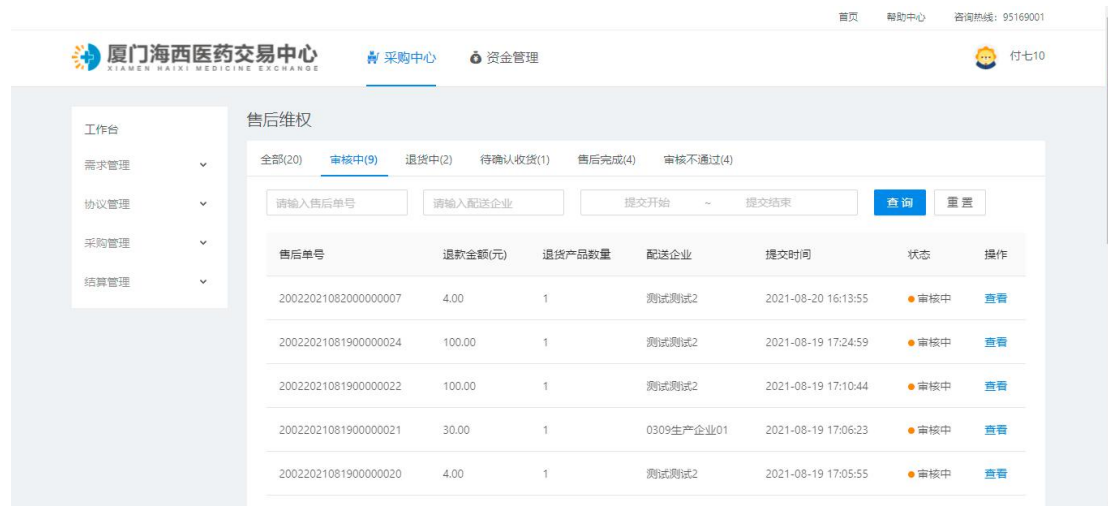 首页 帮助中心 咨询热线：95169001
厦门海西医药交易中心 采购中心 资金管理 付七10
XIAMEN HAIXI MEDICINE EXCHANGE
工作台
需求管理
协议管理
采购管理
结算管理
售后维权
全部(20) 审核中(9) 退货中(2) 待确认收货(1) 售后完成(4) 审核不通过(4)
请输入售后单号 请输入配送企业 提交开始 ~ 提交结束 查询 重置
售后单号 退款金额(元) 退货产品数量 配送企业 提交时间 状态 操作
20022021082000000007 4.00 1 测试测试2 2021-08-20 16:13:55 审核中 查看
20022021081900000024 100.00 1 测试测试2 2021-08-19 17:24:59 审核中 查看
20022021081900000022 100.00 1 测试测试2 2021-08-19 17:10:44 审核中 查看
20022021081900000021 30.00 1 0309生产企业01 2021-08-19 17:06:23 审核中 查看
20022021081900000020 4.00 1 测试测试2 2021-08-19 17:05:55 审核中 查看